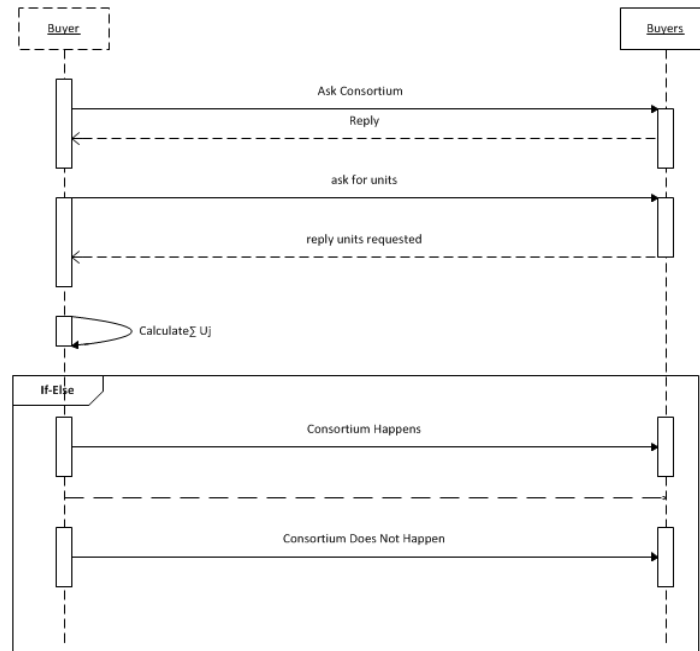 Buyer
Buyers
Ask Consortium
Reply
ask for units
reply units requested
Calculate∑ Uj
If-Else
Consortium Happens
Consortium Does Not Happen